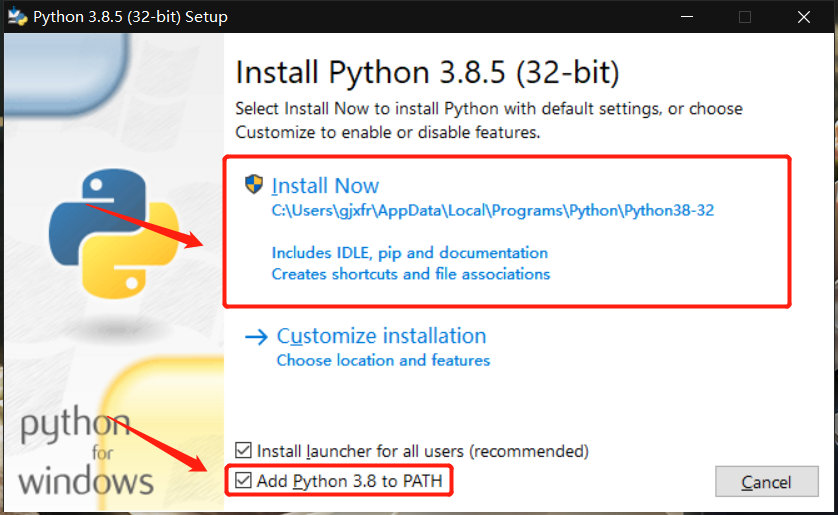 Python 3.8.5 (32-bit) Setup
Install Python 3.8.5 (32-bit)
Select Install Now to install Python with default settings, or choose
Customize to enable or disable features.
Install Now
C:\Users\gjxfr\AppData\Local\Programs\Python\Python38-32
Includes IDLE, pip and documentation
Creates shortcuts and file associations
Customize installation
Choose location and features
python
for
windows
Install launcher for all users (recommended)
Add Python 3.8 to PATH
Cancel